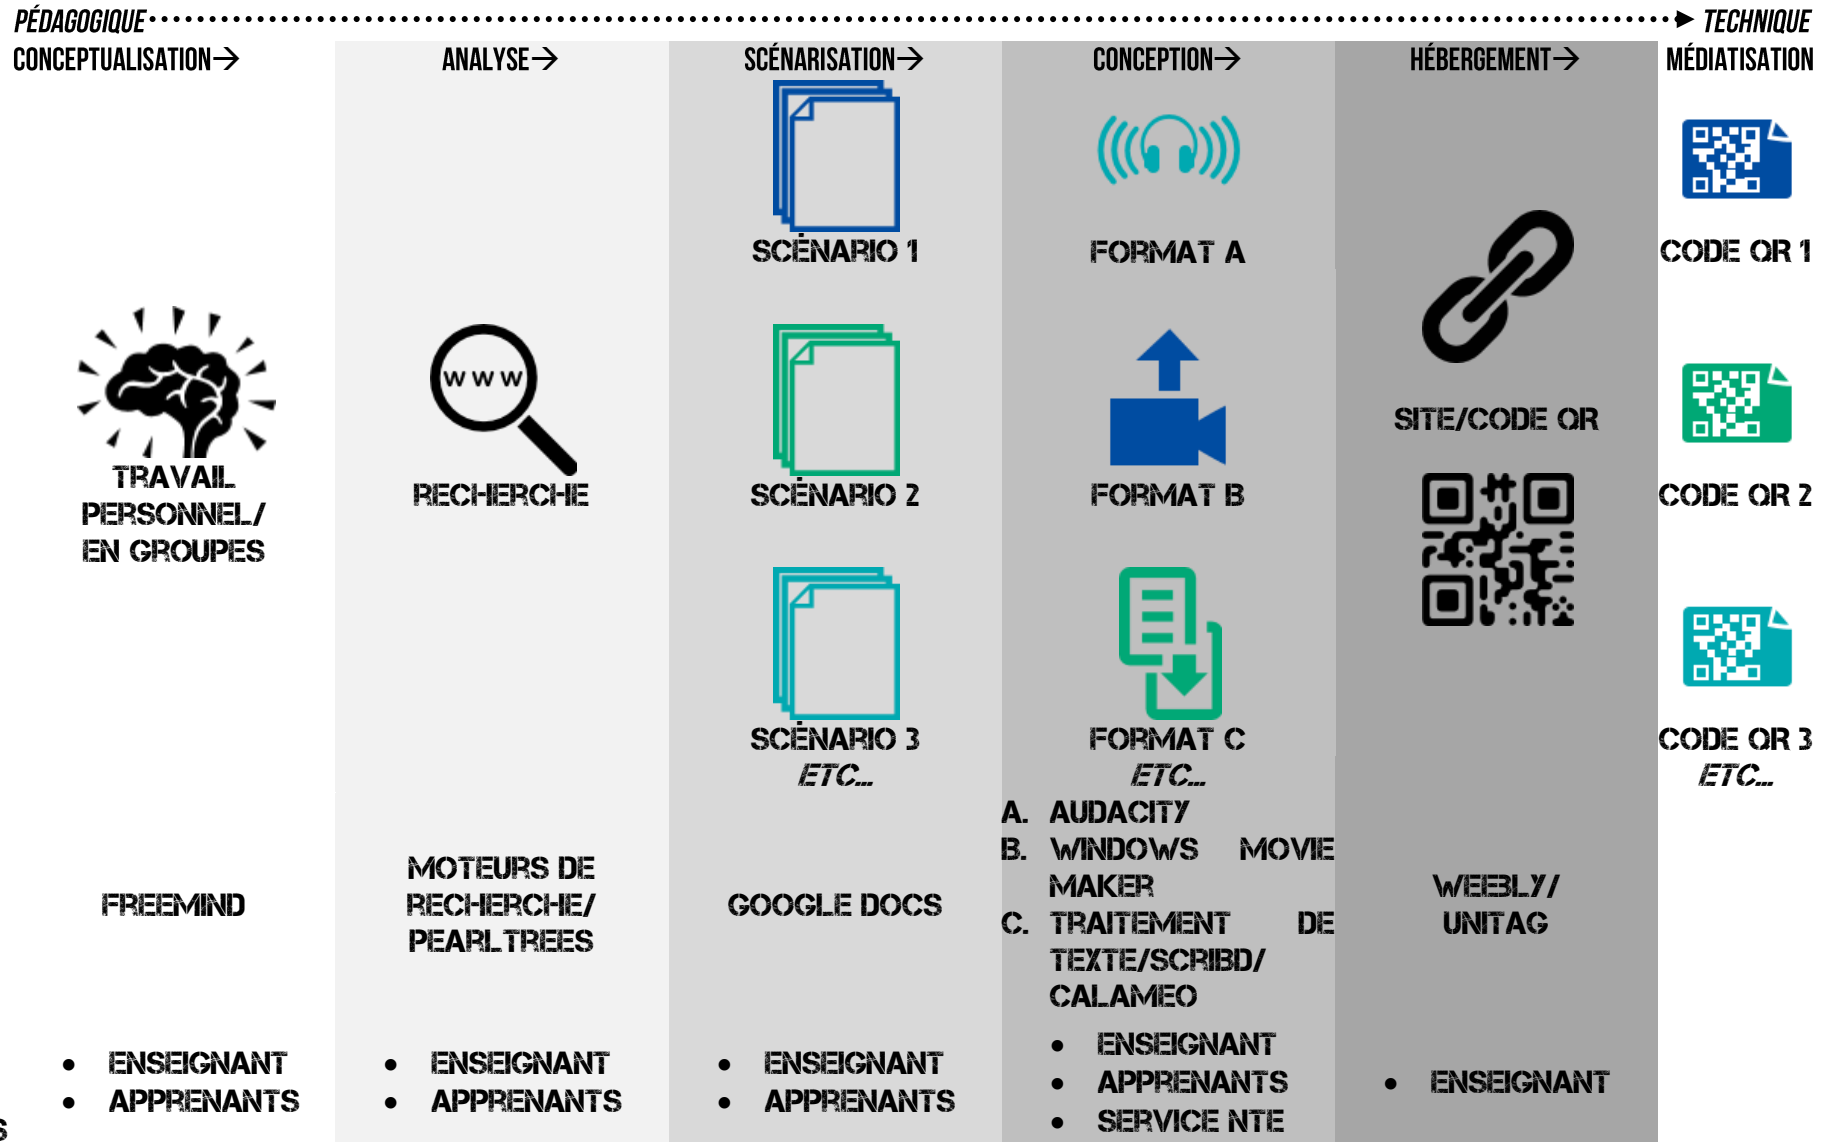 PÉDAGOGIQUE TECHNIQUE
CONCEPTUALISATION→ ANALYSE→ SCÉNARISATION→ CONCEPTION→ HÉBERGEMENT→ MÉDIATISATION
SCÉNARIO 1 FORMAT A CODE QR 1
WWW
SITE/CODE QR
TRAVAIL
PERSONNEL/
EN GROUPES
RECHERCHE
SCÉNARIO 2 FORMAT B CODE QR 2
SCÉNARIO 3 FORMAT C CODE QR 3
ETC... ETC... ETC...
FREEMIND
MOTEURS DE
RECHERCHE/
PEARLTREES
GOOGLE DOCS
A. AUDACITY
B. WINDOWS MOVIE
MAKER
C. TRAITEMENT DE
TEXTE/SCRIBD/
CALAMEO
WEEBLY/
UNITAG
• ENSEIGNANT
• APPRENANTS
• ENSEIGNANT
• APPRENANTS
• ENSEIGNANT
• APPRENANTS
• ENSEIGNANT
• APPRENANTS
• SERVICE NTE
• ENSEIGNANT